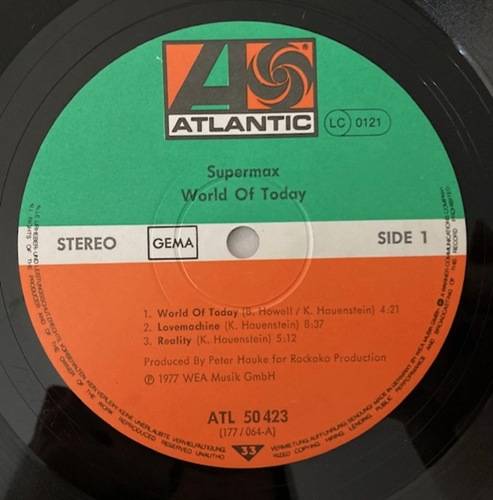 ATLANTIC
LC 0121
Supermax
World Of Today
STEREO
GEMA
SIDE 1
1. World Of Today (B. Howell / K. Hauenstein) 4:21
2. Lovemachine (K. Hauenstein) 8:37
3. Reality (K. Hauenstein) 5:12
Produced By Peter Hauke for Rockoko Production
℗ 1977 WEA Musik GmbH
ATL 50 423
(177 / 064-A)
33